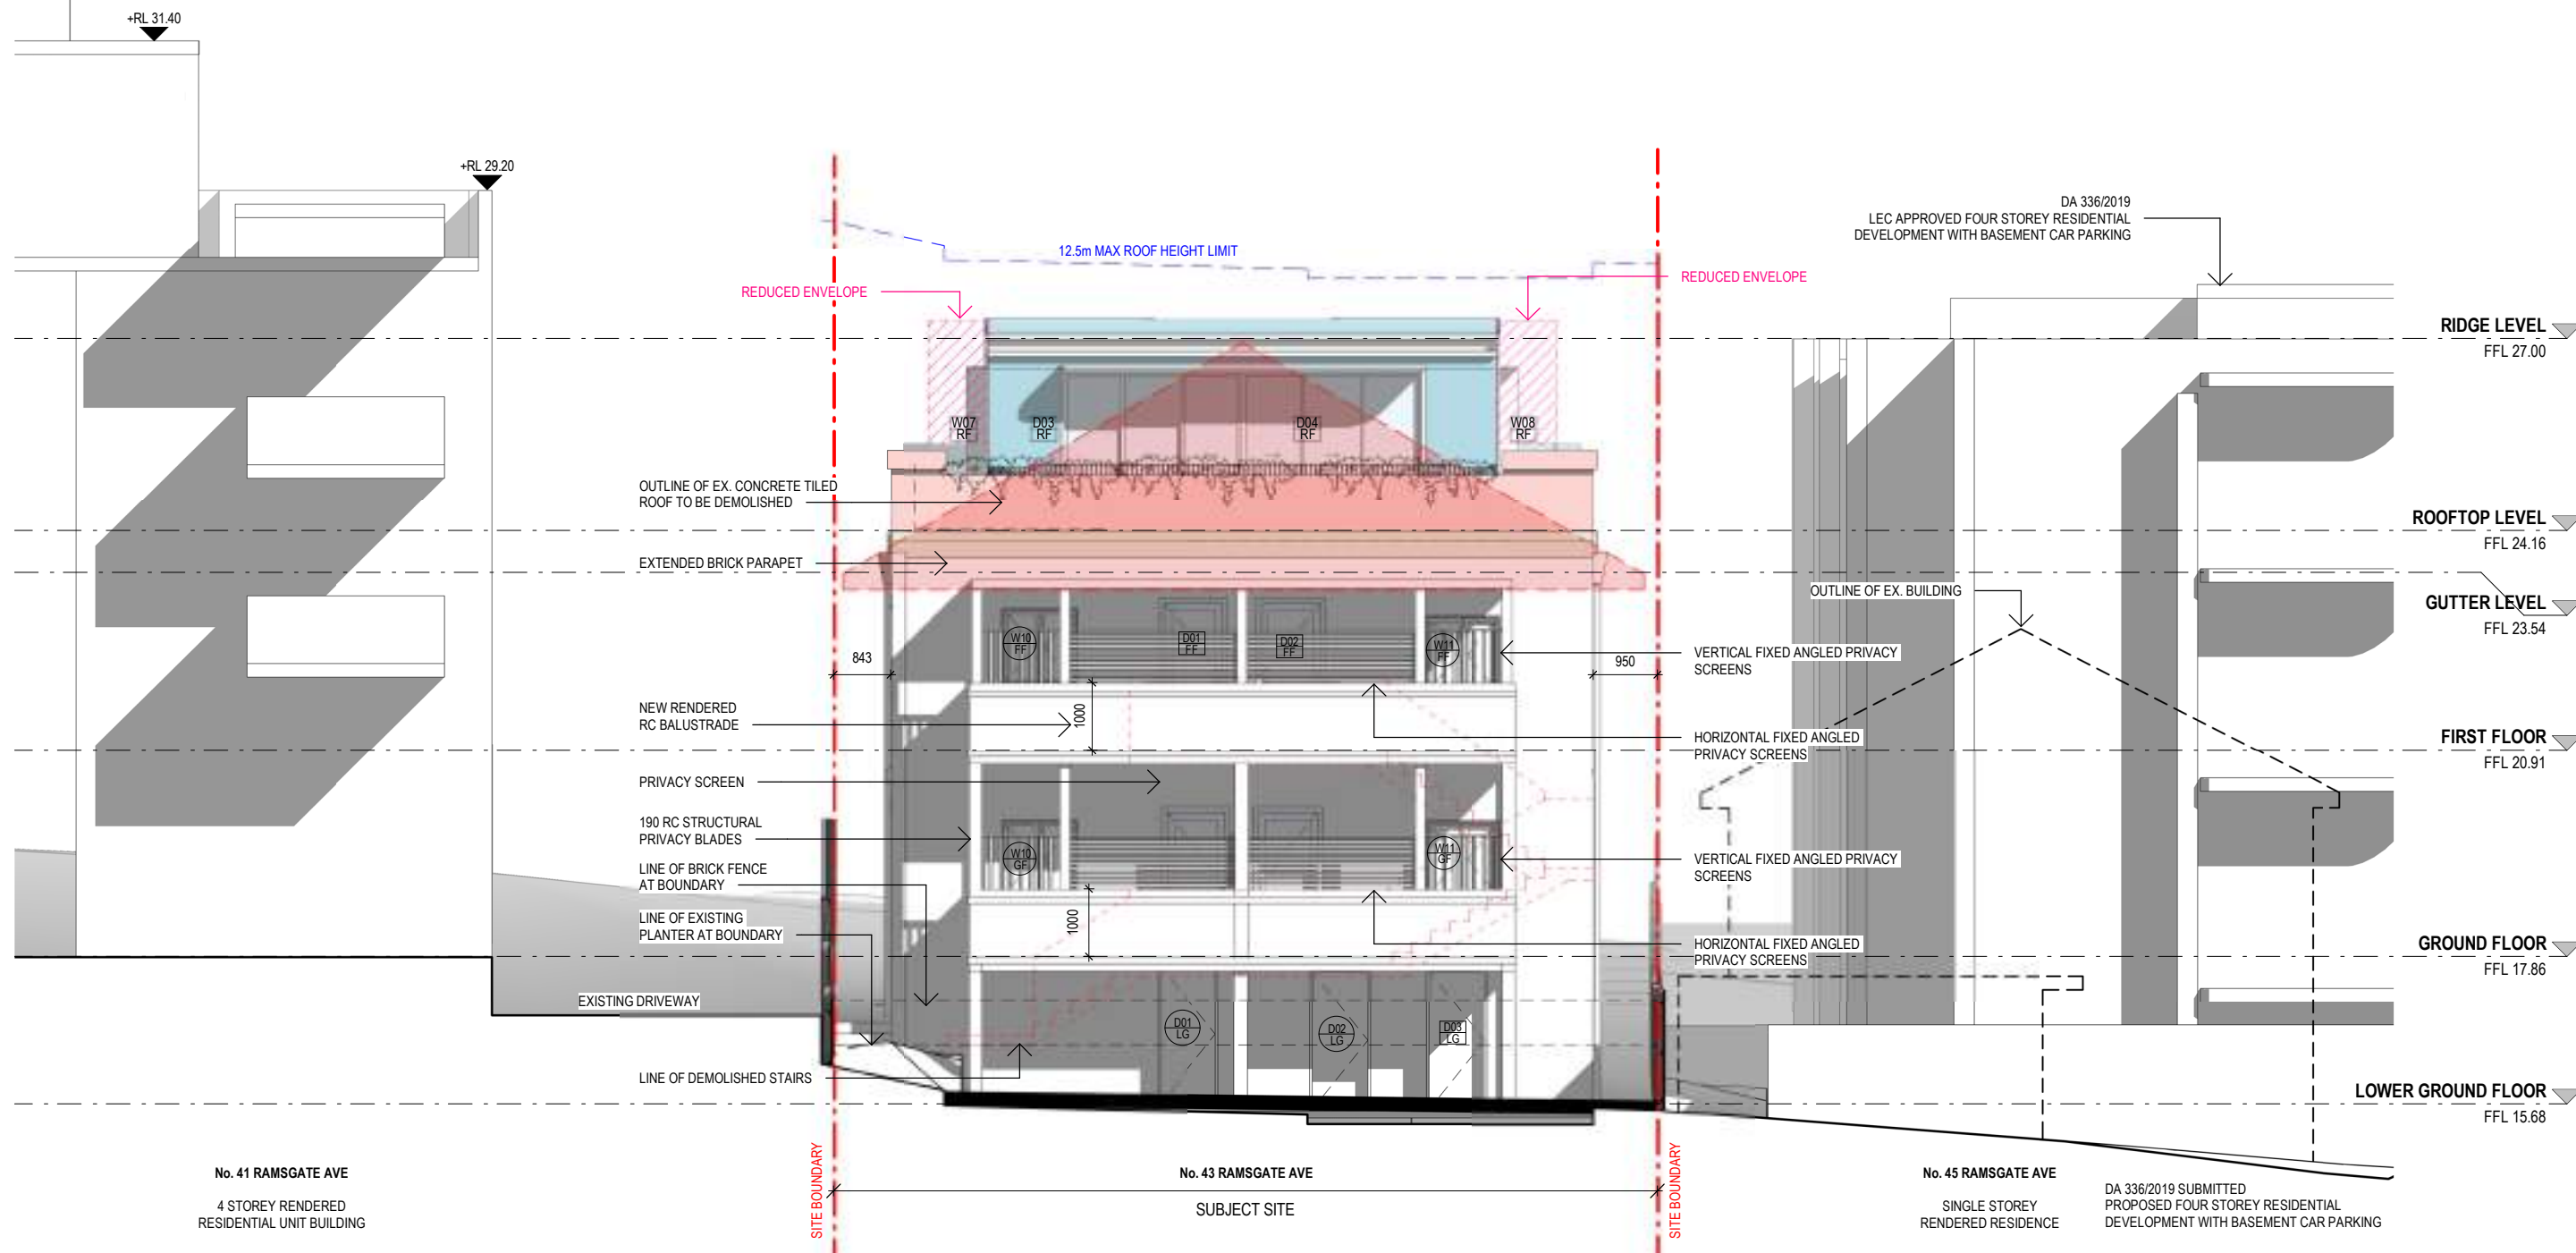 +RL 31.40
+RL 29.20
DA 336/2019
LEC APPROVED FOUR STOREY RESIDENTIAL
DEVELOPMENT WITH BASEMENT CAR PARKING
12.5m MAX ROOF HEIGHT LIMIT
REDUCED ENVELOPE
REDUCED ENVELOPE
RIDGE LEVEL
FFL 27.00
W07
RF
D03
RF
D04
RF
W08
RF
OUTLINE OF EX. CONCRETE TILED
ROOF TO BE DEMOLISHED
ROOFTOP LEVEL
FFL 24.16
EXTENDED BRICK PARAPET
OUTLINE OF EX. BUILDING
GUTTER LEVEL
FFL 23.54
W10
FF
D01
FF
D02
FF
W11
FF
843
950
VERTICAL FIXED ANGLED PRIVACY
SCREENS
NEW RENDERED
RC BALUSTRADE
1000
HORIZONTAL FIXED ANGLED
PRIVACY SCREENS
FIRST FLOOR
FFL 20.91
PRIVACY SCREEN
190 RC STRUCTURAL
PRIVACY BLADES
W10
GF
W11
GF
VERTICAL FIXED ANGLED PRIVACY
SCREENS
LINE OF BRICK FENCE
AT BOUNDARY
LINE OF EXISTING
PLANTER AT BOUNDARY
1000
HORIZONTAL FIXED ANGLED
PRIVACY SCREENS
GROUND FLOOR
FFL 17.86
EXISTING DRIVEWAY
D01
LG
D02
LG
D03
LG
LINE OF DEMOLISHED STAIRS
LOWER GROUND FLOOR
FFL 15.68
SITE BOUNDARY
SITE BOUNDARY
No. 41 RAMSGATE AVE
4 STOREY RENDERED
RESIDENTIAL UNIT BUILDING
No. 43 RAMSGATE AVE
SUBJECT SITE
No. 45 RAMSGATE AVE
SINGLE STOREY
RENDERED RESIDENCE
DA 336/2019 SUBMITTED
PROPOSED FOUR STOREY RESIDENTIAL
DEVELOPMENT WITH BASEMENT CAR PARKING